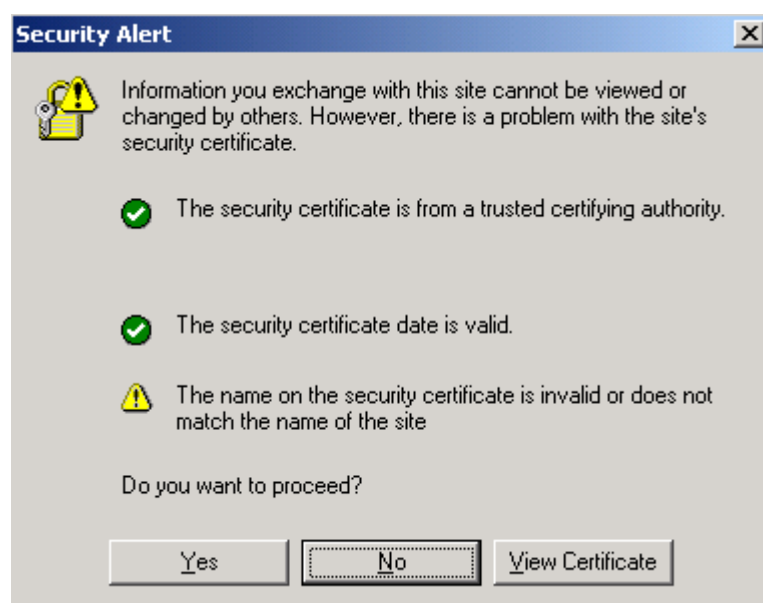 Security Alert
Information you exchange with this site cannot be viewed or
changed by others. However, there is a problem with the site's
security certificate.
The security certificate is from a trusted certifying authority.
The security certificate date is valid.
The name on the security certificate is invalid or does not
match the name of the site
Do you want to proceed?
Yes No View Certificate